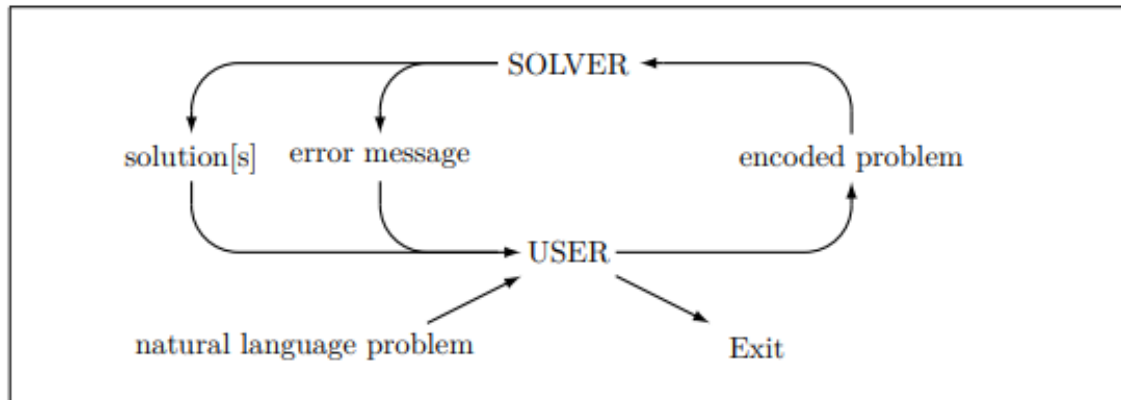 SOLVER
solution[s]
error message
encoded problem
USER
natural language problem
Exit